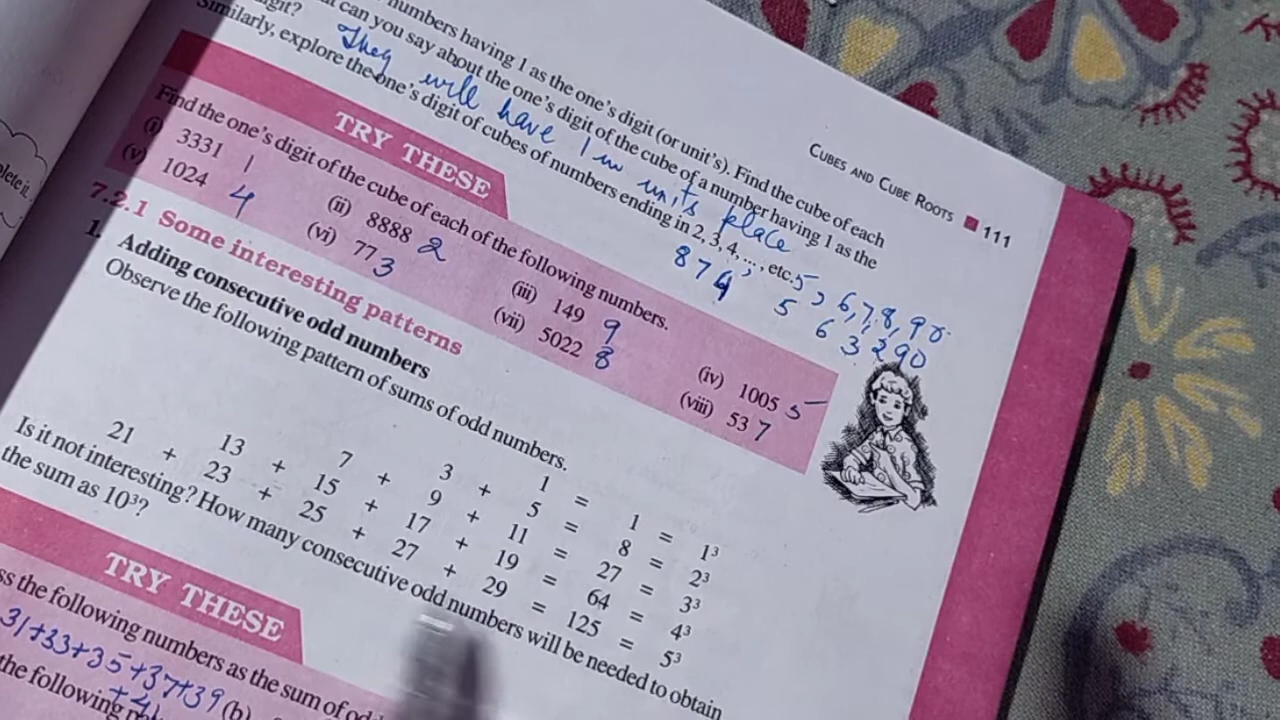 CUBES AND CUBE ROOTS ■ 111
numbers having 1 as the one's digit (or unit's). Find the cube of each
can you say about the one's digit of the cube of a number having 1 as the
digit?
They will have 1 in units place
Similarly, explore the one's digit of cubes of numbers ending in 2, 3, 4, ..., etc. 5, 6, 7, 8, 9 0.
8 7 4, 5 6 3, 2 9 0
TRY THESE
Find the one's digit of the cube of each of the following numbers.
(i) 3331 1 (ii) 8888 2 (iii) 149 9 (iv) 1005 5
(v) 1024 4 (vi) 77 3 (vii) 5022 8 (viii) 53 7
7.2.1 Some interesting patterns
1. Adding consecutive odd numbers
Observe the following pattern of sums of odd numbers.
1 = 1 = 1³
3 + 5 = 8 = 2³
7 + 9 + 11 = 27 = 3³
13 + 15 + 17 + 19 = 64 = 4³
21 + 23 + 25 + 27 + 29 = 125 = 5³
Is it not interesting? How many consecutive odd numbers will be needed to obtain
the sum as 10³?
TRY THESE
the following numbers as the sum of
31+33+35+37+39 (b)
+41
the following